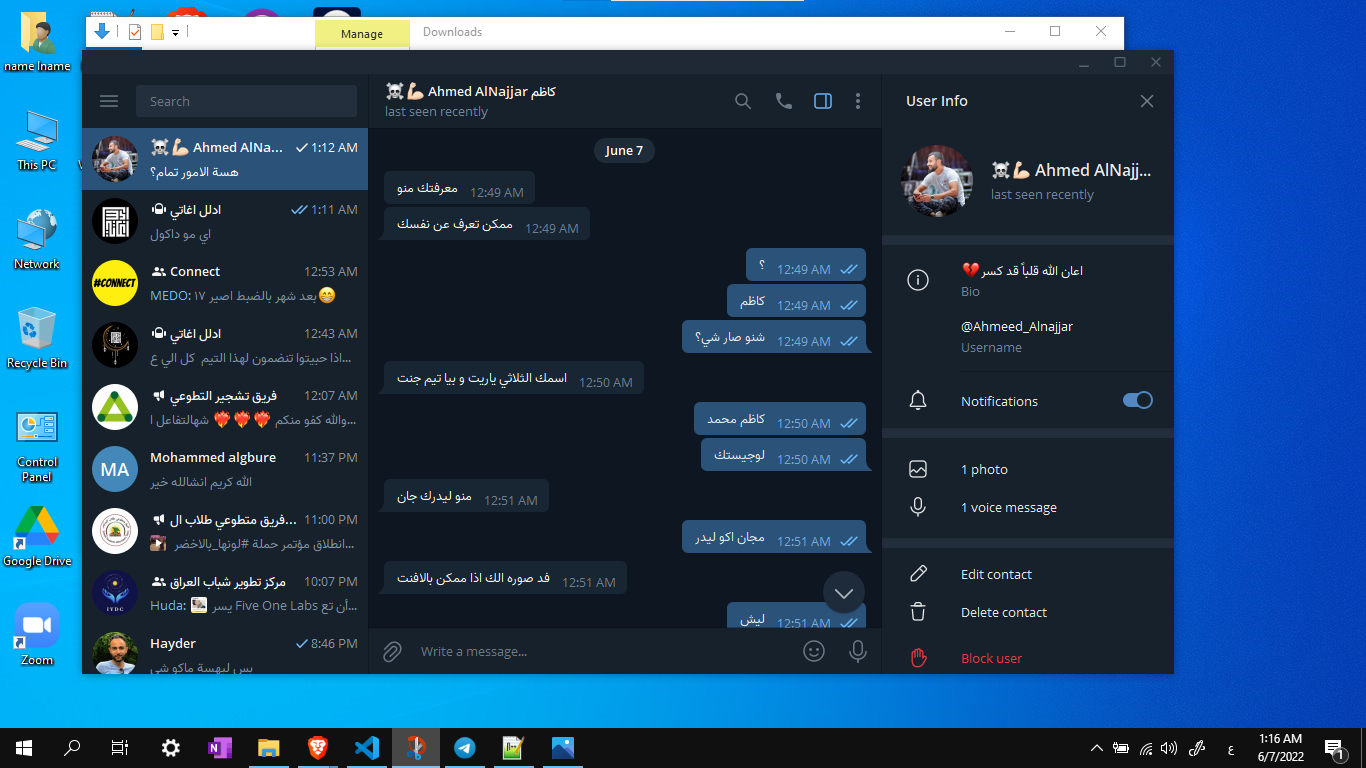 Manage
Downloads
name lname
This PC
Network
Recycle Bin
Control
Panel
Google Drive
Zoom
Search
☠️💪🏻 Ahmed AlNa... 1:12 AM
هسة الامور تمام؟
ادلل اغاتي 1:11 AM
اي مو داكول
Connect 12:53 AM
#CONNECT
MEDO: بعد شهر بالضبط اصير ١٧😁
ادلل اغاتي 12:43 AM
اذا حبيتوا تنضمون لهذا التيم كل الي ع...
فريق تشجير التطوعي 12:07 AM
والله كفو منكم ❤️‍🔥 ❤️‍🔥 ❤️‍🔥 شهالتفاعل ا...
MA
Mohammed algbure 11:37 PM
الله كريم انشالله خير
فريق متطوعي طلاب ال... 11:00 PM
انطلاق مؤتمر حملة #لونها_بالاخضر...
مركز تطوير شباب العراق 10:07 PM
IYDC
Huda: يسر Five One Labs أن تع...
Hayder 8:46 PM
بس لبهسة ماكو شي
☠️💪🏻 Ahmed AlNajjar كاظم
last seen recently
June 7
معرفتك منو 12:49 AM
ممكن تعرف عن نفسك 12:49 AM
؟ 12:49 AM
كاظم 12:49 AM
شنو صار شي؟ 12:49 AM
اسمك الثلاثي ياريت و بيا تيم جنت 12:50 AM
كاظم محمد 12:50 AM
لوجيستك 12:50 AM
منو ليدرك جان 12:51 AM
مجان اكو ليدر 12:51 AM
فد صوره الك اذا ممكن بالافنت 12:51 AM
ليش 12:51 AM
Write a message...
User Info
☠️💪🏻 Ahmed AlNajj...
last seen recently
اعان الله قلباً قد كسر💔
Bio
@Ahmeed_Alnajjar
Username
Notifications
1 photo
1 voice message
Edit contact
Delete contact
Block user
ع
1:16 AM
6/7/2022
1